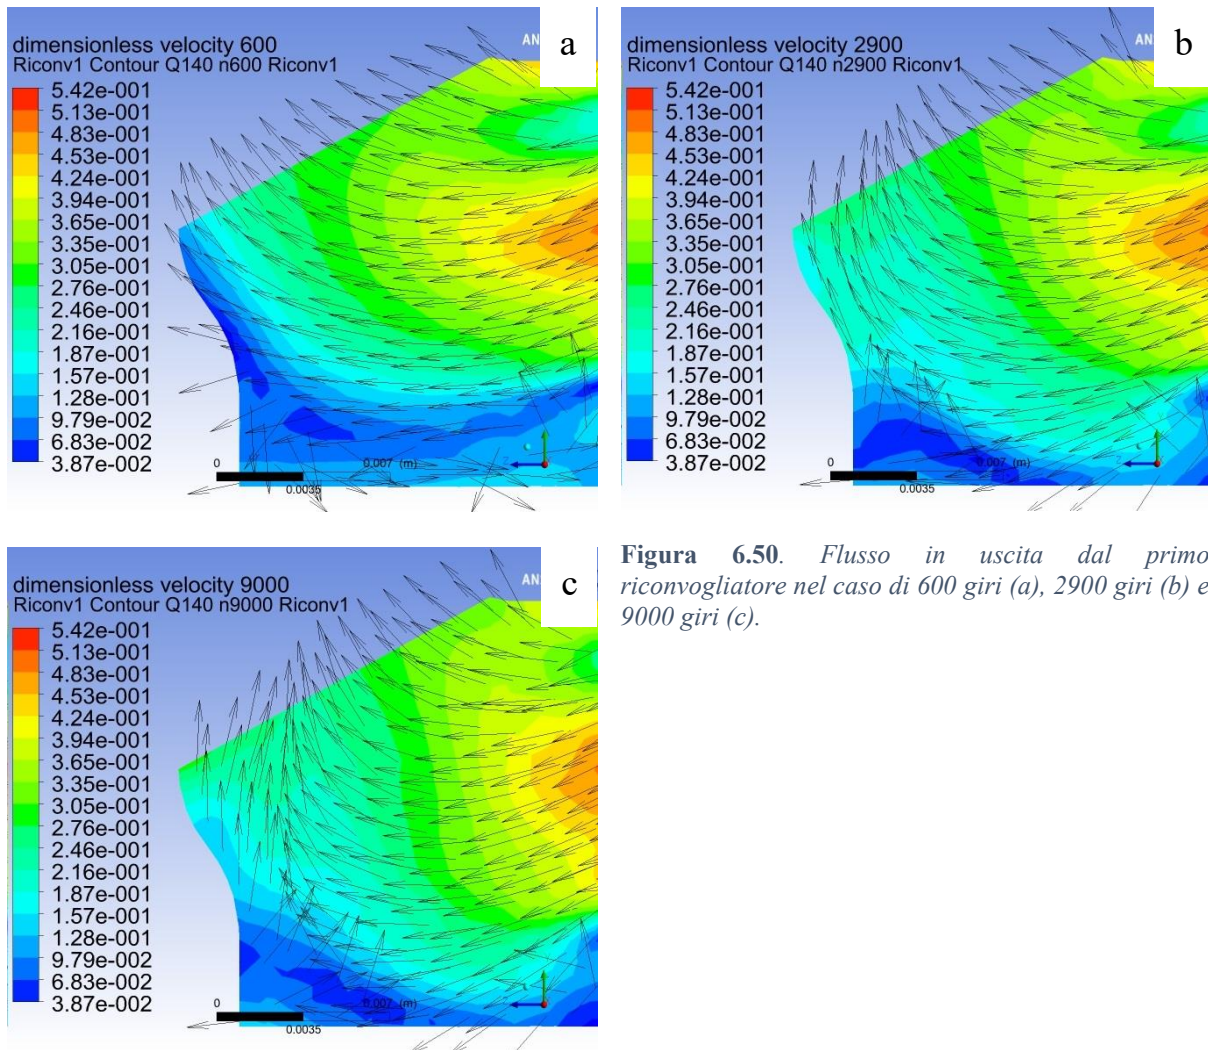 dimensionless velocity 600
Riconv1 Contour Q140 n600 Riconv1
AN
a
5.42e-001
5.13e-001
4.83e-001
4.53e-001
4.24e-001
3.94e-001
3.65e-001
3.35e-001
3.05e-001
2.76e-001
2.46e-001
2.16e-001
1.87e-001
1.57e-001
1.28e-001
9.79e-002
6.83e-002
3.87e-002
0
0.007 (m)
0.0035
Z
dimensionless velocity 2900
Riconv1 Contour Q140 n2900 Riconv1
AN
b
5.42e-001
5.13e-001
4.83e-001
4.53e-001
4.24e-001
3.94e-001
3.65e-001
3.35e-001
3.05e-001
2.76e-001
2.46e-001
2.16e-001
1.87e-001
1.57e-001
1.28e-001
9.79e-002
6.83e-002
3.87e-002
0
0.007 (m)
0.0035
Z
dimensionless velocity 9000
Riconv1 Contour Q140 n9000 Riconv1
AN
c
5.42e-001
5.13e-001
4.83e-001
4.53e-001
4.24e-001
3.94e-001
3.65e-001
3.35e-001
3.05e-001
2.76e-001
2.46e-001
2.16e-001
1.87e-001
1.57e-001
1.28e-001
9.79e-002
6.83e-002
3.87e-002
0
0.007 (m)
0.0035
Figura 6.50. Flusso in uscita dal primo
riconvogliatore nel caso di 600 giri (a), 2900 giri (b) e
9000 giri (c).